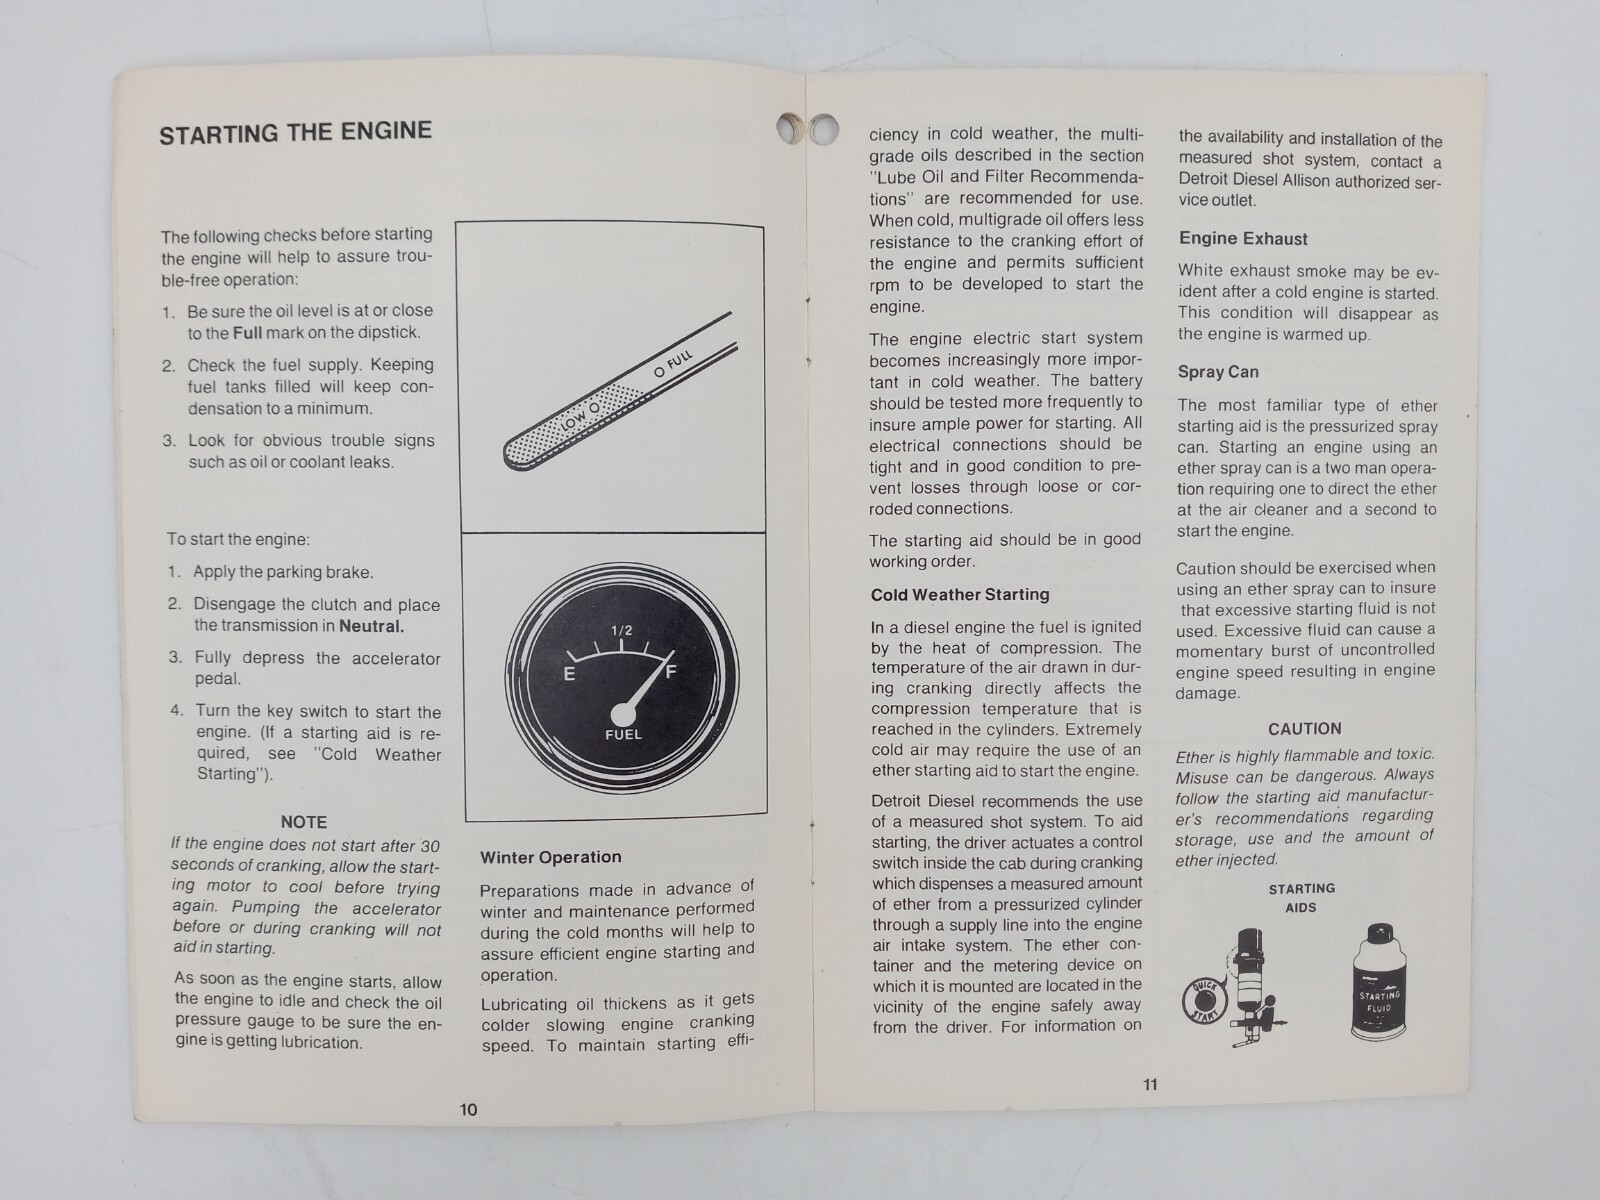 STARTING THE ENGINE
The following checks before starting
the engine will help to assure trou-
ble-free operation:
1. Be sure the oil level is at or close
to the Full mark on the dipstick.
2. Check the fuel supply. Keeping
fuel tanks filled will keep con-
densation to a minimum.
3. Look for obvious trouble signs
such as oil or coolant leaks.
To start the engine:
1. Apply the parking brake.
2. Disengage the clutch and place
the transmission in Neutral.
3. Fully depress the accelerator
pedal.
4. Turn the key switch to start the
engine. (If a starting aid is re-
quired, see "Cold Weather
Starting").
NOTE
If the engine does not start after 30
seconds of cranking, allow the start-
ing motor to cool before trying
again. Pumping the accelerator
before or during cranking will not
aid in starting.
As soon as the engine starts, allow
the engine to idle and check the oil
pressure gauge to be sure the en-
gine is getting lubrication.
LOW
FULL
1/2
E
F
FUEL
Winter Operation
Preparations made in advance of
winter and maintenance performed
during the cold months will help to
assure efficient engine starting and
operation.
Lubricating oil thickens as it gets
colder slowing engine cranking
speed. To maintain starting effi-
10
ciency in cold weather, the multi-
grade oils described in the section
"Lube Oil and Filter Recommenda-
tions" are recommended for use.
When cold, multigrade oil offers less
resistance to the cranking effort of
the engine and permits sufficient
rpm to be developed to start the
engine.
The engine electric start system
becomes increasingly more impor-
tant in cold weather. The battery
should be tested more frequently to
insure ample power for starting. All
electrical connections should be
tight and in good condition to pre-
vent losses through loose or cor-
roded connections.
The starting aid should be in good
working order.
Cold Weather Starting
In a diesel engine the fuel is ignited
by the heat of compression. The
temperature of the air drawn in dur-
ing cranking directly affects the
compression temperature that is
reached in the cylinders. Extremely
cold air may require the use of an
ether starting aid to start the engine.
Detroit Diesel recommends the use
of a measured shot system. To aid
starting, the driver actuates a control
switch inside the cab during cranking
which dispenses a measured amount
of ether from a pressurized cylinder
through a supply line into the engine
air intake system. The ether con-
tainer and the metering device on
which it is mounted are located in the
vicinity of the engine safely away
from the driver. For information on
the availability and installation of the
measured shot system, contact a
Detroit Diesel Allison authorized ser-
vice outlet.
Engine Exhaust
White exhaust smoke may be ev-
ident after a cold engine is started.
This condition will disappear as
the engine is warmed up.
Spray Can
The most familiar type of ether
starting aid is the pressurized spray
can. Starting an engine using an
ether spray can is a two man opera-
tion requiring one to direct the ether
at the air cleaner and a second to
start the engine.
Caution should be exercised when
using an ether spray can to insure
that excessive starting fluid is not
used. Excessive fluid can cause a
momentary burst of uncontrolled
engine speed resulting in engine
damage.
CAUTION
Ether is highly flammable and toxic.
Misuse can be dangerous. Always
follow the starting aid manufactur-
er's recommendations regarding
storage, use and the amount of
ether injected.
STARTING
AIDS
QUICK
START
STARTING
FLUID
11